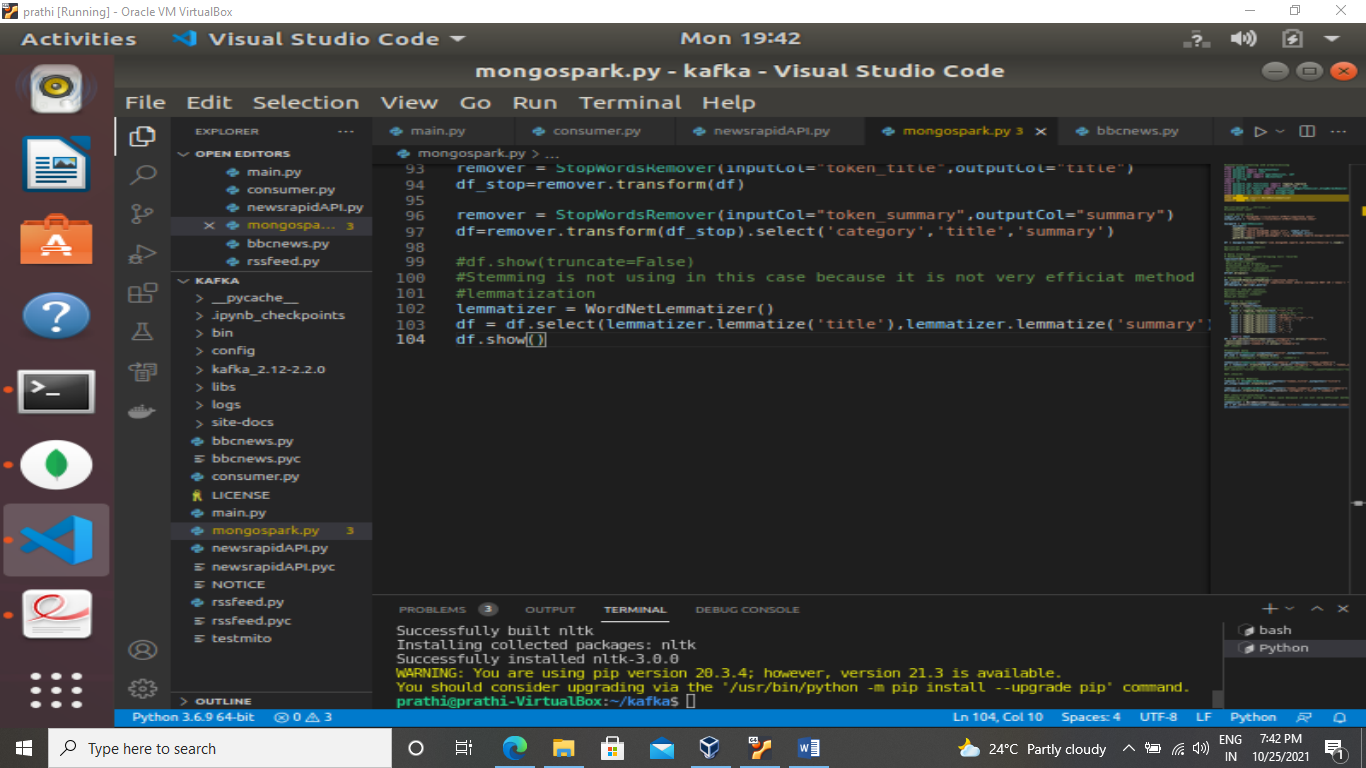 prathi [Running] - Oracle VM VirtualBox
Activities
Visual Studio Code
Mon 19:42
mongospark.py - kafka - Visual Studio Code
File Edit Selection View Go Run Terminal Help
EXPLORER
OPEN EDITORS
main.py
consumer.py
newsrapidAPI.py
mongospa... 3
bbcnews.py
rssfeed.py
KAFKA
__pycache__
.ipynb_checkpoints
bin
config
kafka_2.12-2.2.0
libs
logs
site-docs
bbcnews.py
bbcnews.pyc
consumer.py
LICENSE
main.py
mongospark.py 3
newsrapidAPI.py
newsrapidAPI.pyc
NOTICE
rssfeed.py
rssfeed.pyc
testmito
OUTLINE
main.py consumer.py newsrapidAPI.py mongospark.py 3 bbcnews.py
mongospark.py > ...
93 remover = StopWordsRemover(inputCol="token_title",outputCol="title")
94 df_stop=remover.transform(df)
95
96 remover = StopWordsRemover(inputCol="token_summary",outputCol="summary")
97 df=remover.transform(df_stop).select('category','title','summary')
98
99 #df.show(truncate=False)
100 #Stemming is not using in this case because it is not very efficiat method
101 #lemmatization
102 lemmatizer = WordNetLemmatizer()
103 df = df.select(lemmatizer.lemmatize('title'),lemmatizer.lemmatize('summary')
104 df.show()
PROBLEMS 3 OUTPUT TERMINAL DEBUG CONSOLE
Successfully built nltk
Installing collected packages: nltk
Successfully installed nltk-3.0.0
WARNING: You are using pip version 20.3.4; however, version 21.3 is available.
You should consider upgrading via the '/usr/bin/python -m pip install --upgrade pip' command.
prathi@prathi-VirtualBox:~/kafka$
bash
Python
Python 3.6.9 64-bit 0 3
Ln 104, Col 10 Spaces: 4 UTF-8 LF Python
Type here to search
24°C Partly cloudy
ENG
IN
7:42 PM
10/25/2021
1